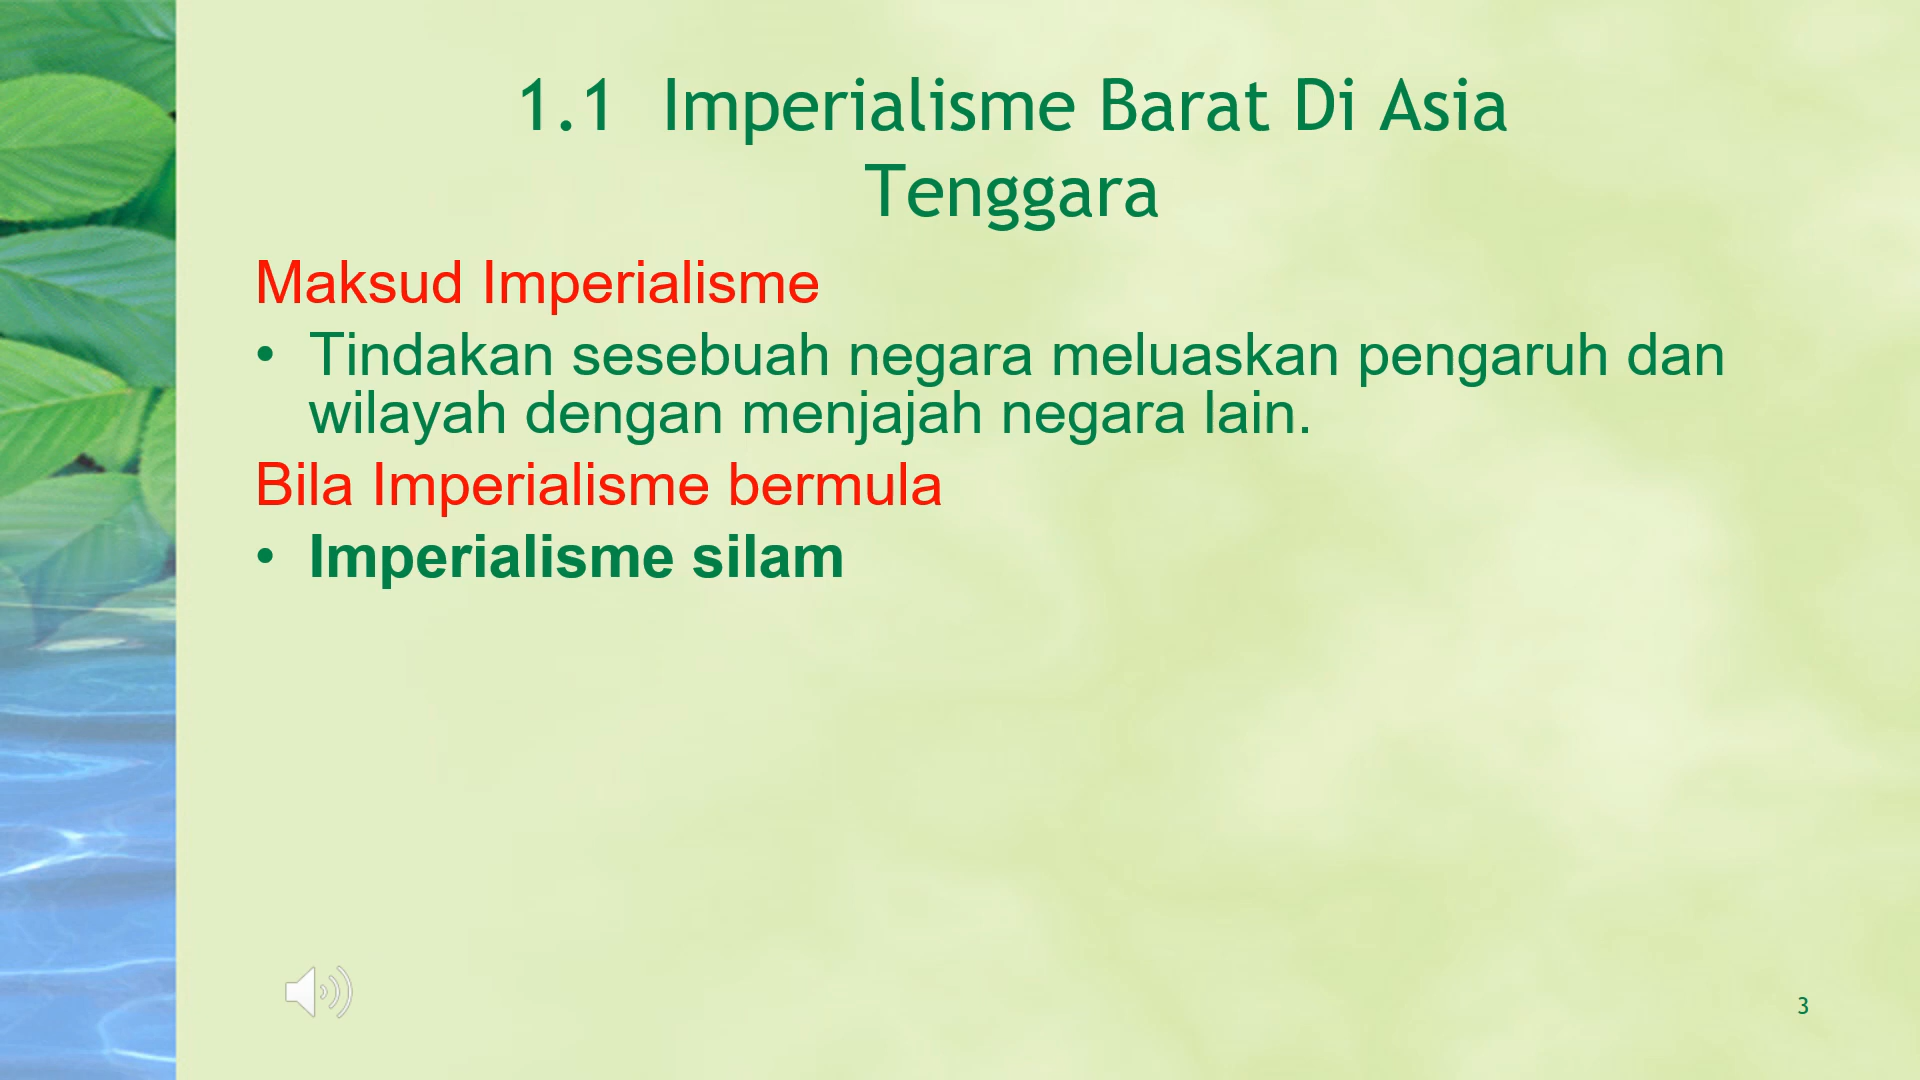 1.1  Imperialisme Barat Di Asia
Tenggara
Maksud Imperialisme
• Tindakan sesebuah negara meluaskan pengaruh dan
wilayah dengan menjajah negara lain.
Bila Imperialisme bermula
• Imperialisme silam
3